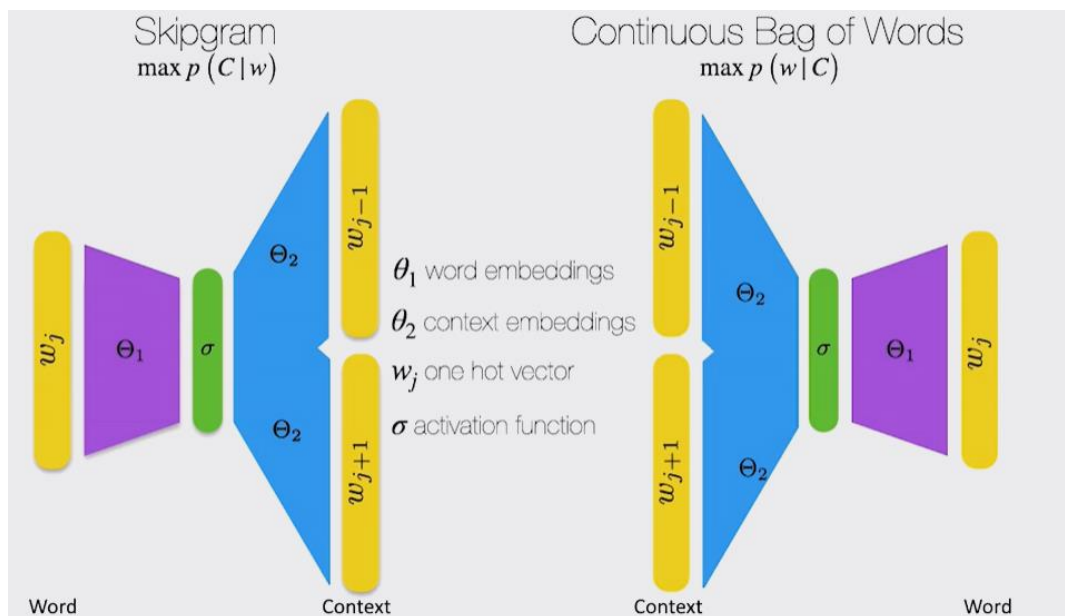 Skipgram
max p (C | w)
w_j
Θ₁
σ
Θ₂
Θ₂
w_{j−1}
w_{j+1}
Word
Context
θ₁ word embeddings
θ₂ context embeddings
w_j one hot vector
σ activation function
Continuous Bag of Words
max p (w | C)
w_{j−1}
w_{j+1}
Θ₂
Θ₂
σ
Θ₁
w_j
Context
Word